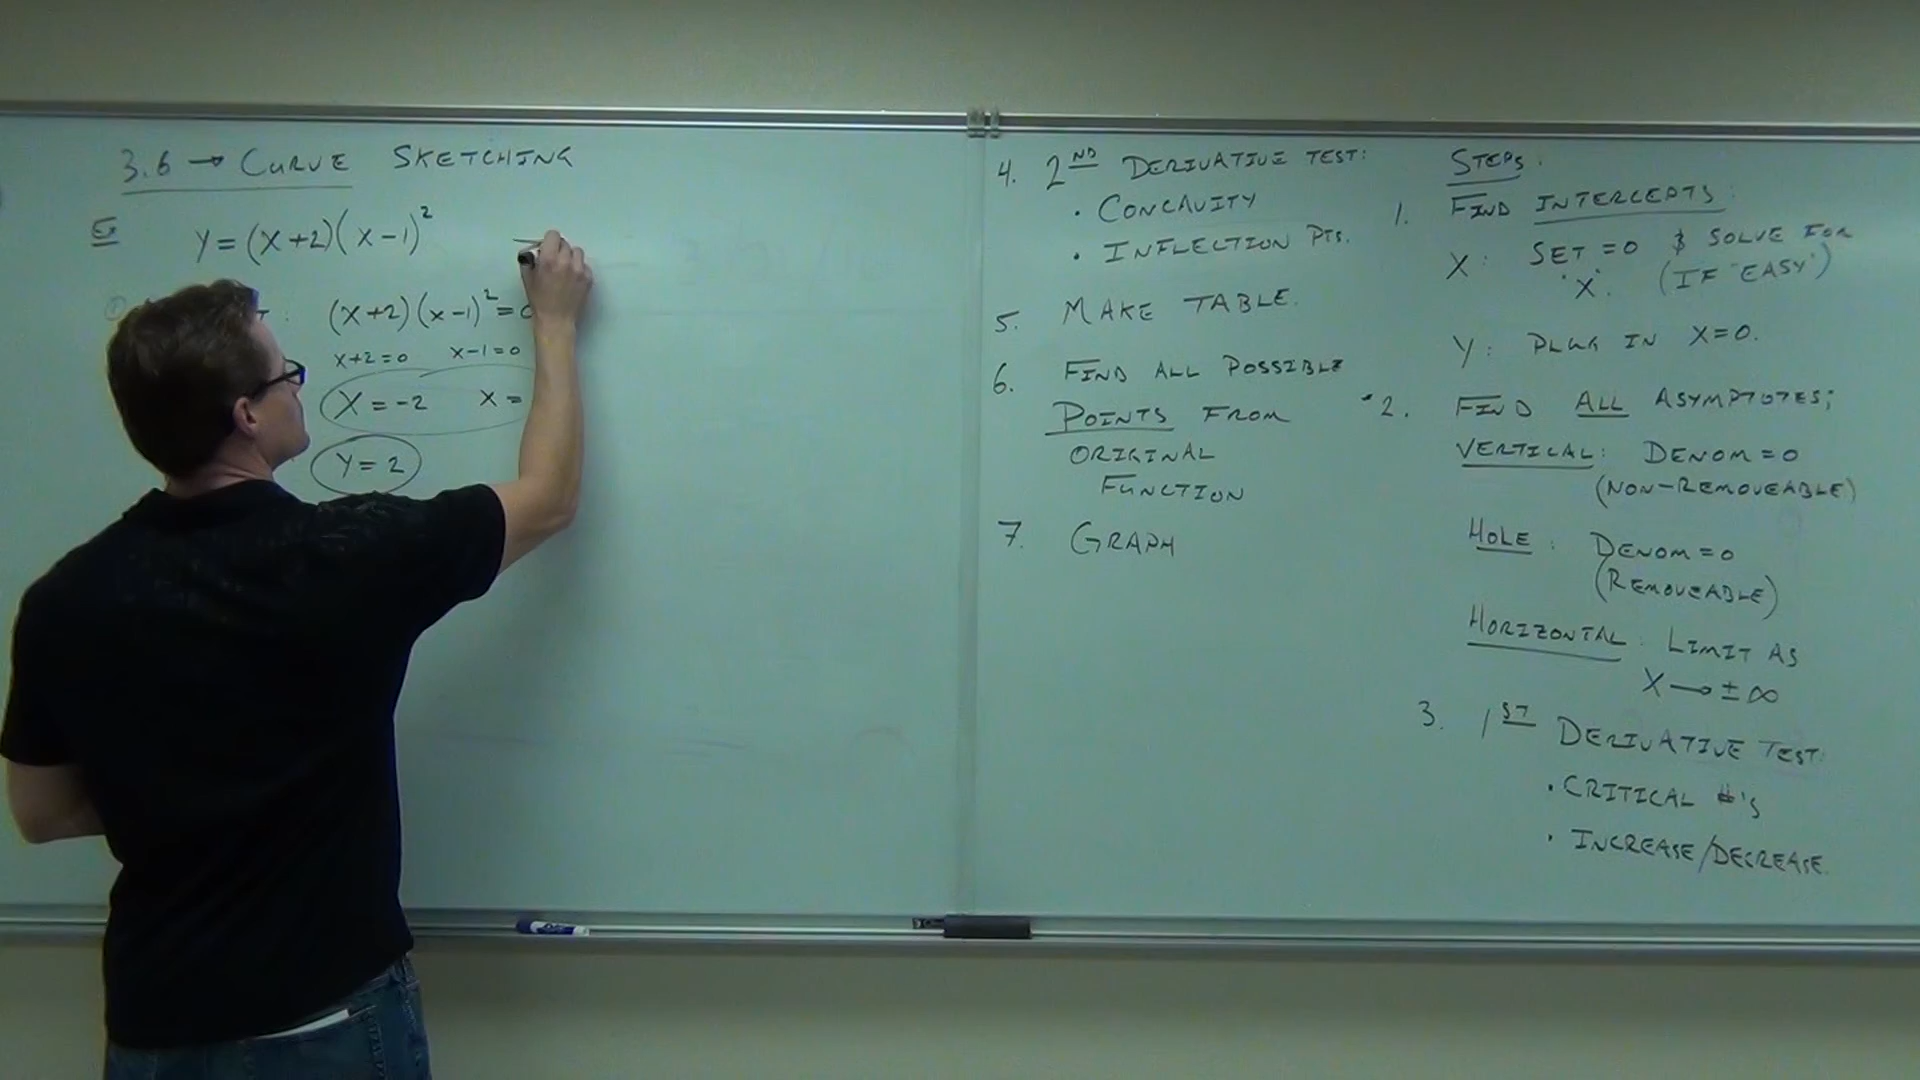 3.6 → CURVE SKETCHING
Ex Y = (X+2)(X-1)²
T: (X+2)(X-1)² = 0
X+2=0 X-1=0
X = -2 X =
Y = 2
4. 2ND DERIVATIVE TEST:
• CONCAVITY
• INFLECTION PTS.
5. MAKE TABLE.
6. FIND ALL POSSIBLE
POINTS FROM
ORIGINAL
FUNCTION
7. GRAPH
STEPS:
1. FIND INTERCEPTS:
X: SET =0 & SOLVE FOR
"X". (IF "EASY")
Y: PLUG IN X=0.
2. FIND ALL ASYMPTOTES;
VERTICAL: DENOM=0
(NON-REMOVEABLE)
HOLE: DENOM=0
(REMOVEABLE)
HORIZONTAL: LIMIT AS
X → ± ∞
3. 1ST DERIVATIVE TEST:
• CRITICAL #'S
• INCREASE/DECREASE.